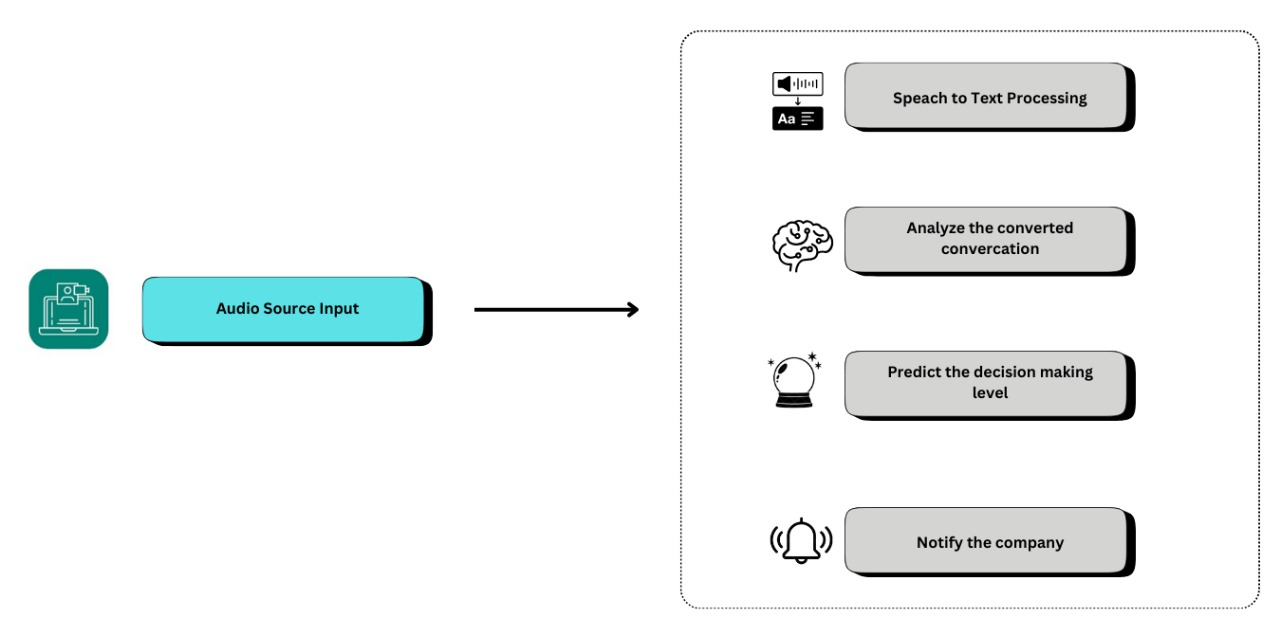 Speach to Text Processing
Aa
Analyze the converted
convercation
Audio Source Input
Predict the decision making
level
Notify the company